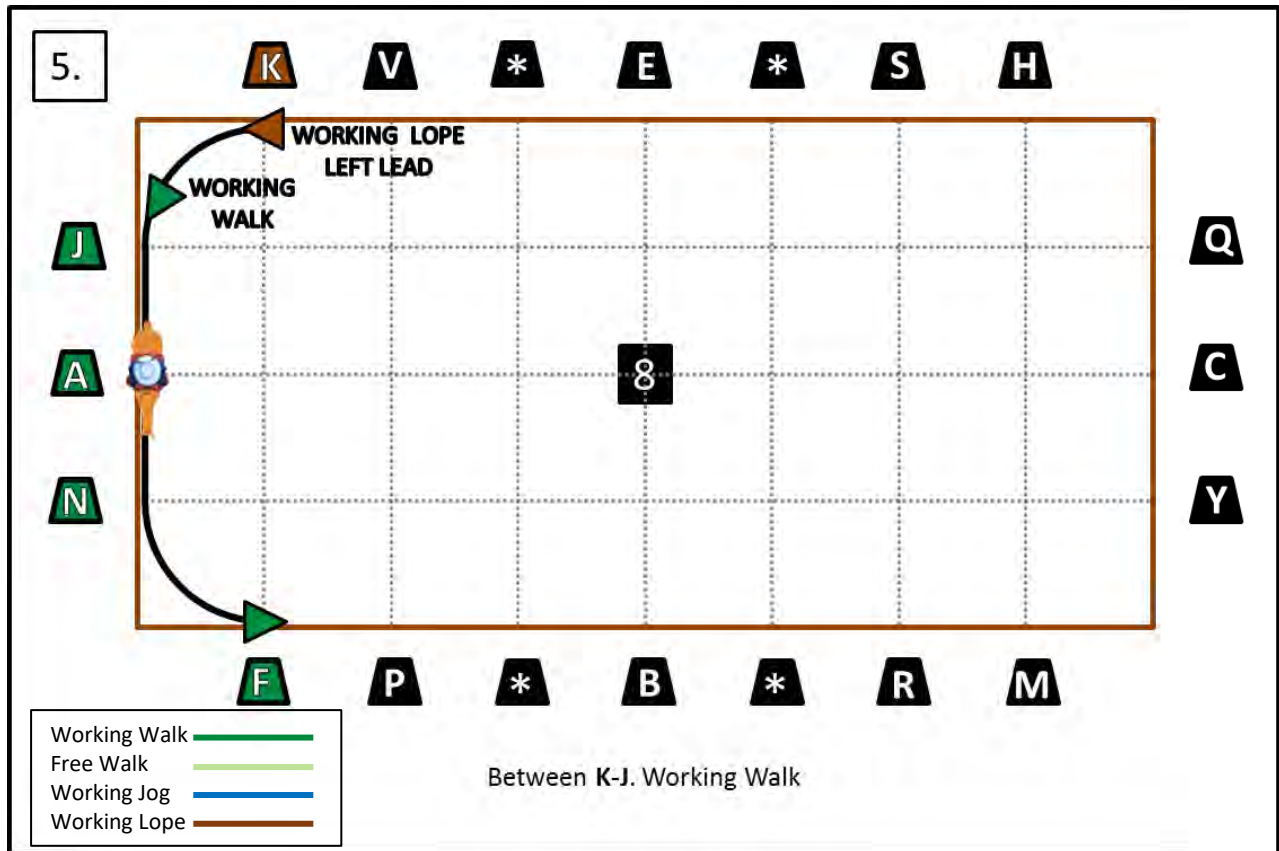 5.
K V * E * S H
WORKING LOPE
LEFT LEAD
WORKING
WALK
J Q
A 8 C
N Y
F P * B * R M
Working Walk
Free Walk
Working Jog
Working Lope
Between K-J. Working Walk